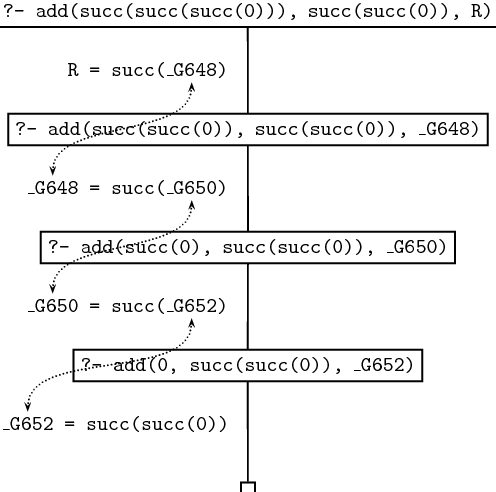 ?- add(succ(succ(succ(0))), succ(succ(0)), R)
R = succ(_G648)
?- add(succ(succ(0)), succ(succ(0)), _G648)
_G648 = succ(_G650)
?- add(succ(0), succ(succ(0)), _G650)
_G650 = succ(_G652)
?- add(0, succ(succ(0)), _G652)
_G652 = succ(succ(0))